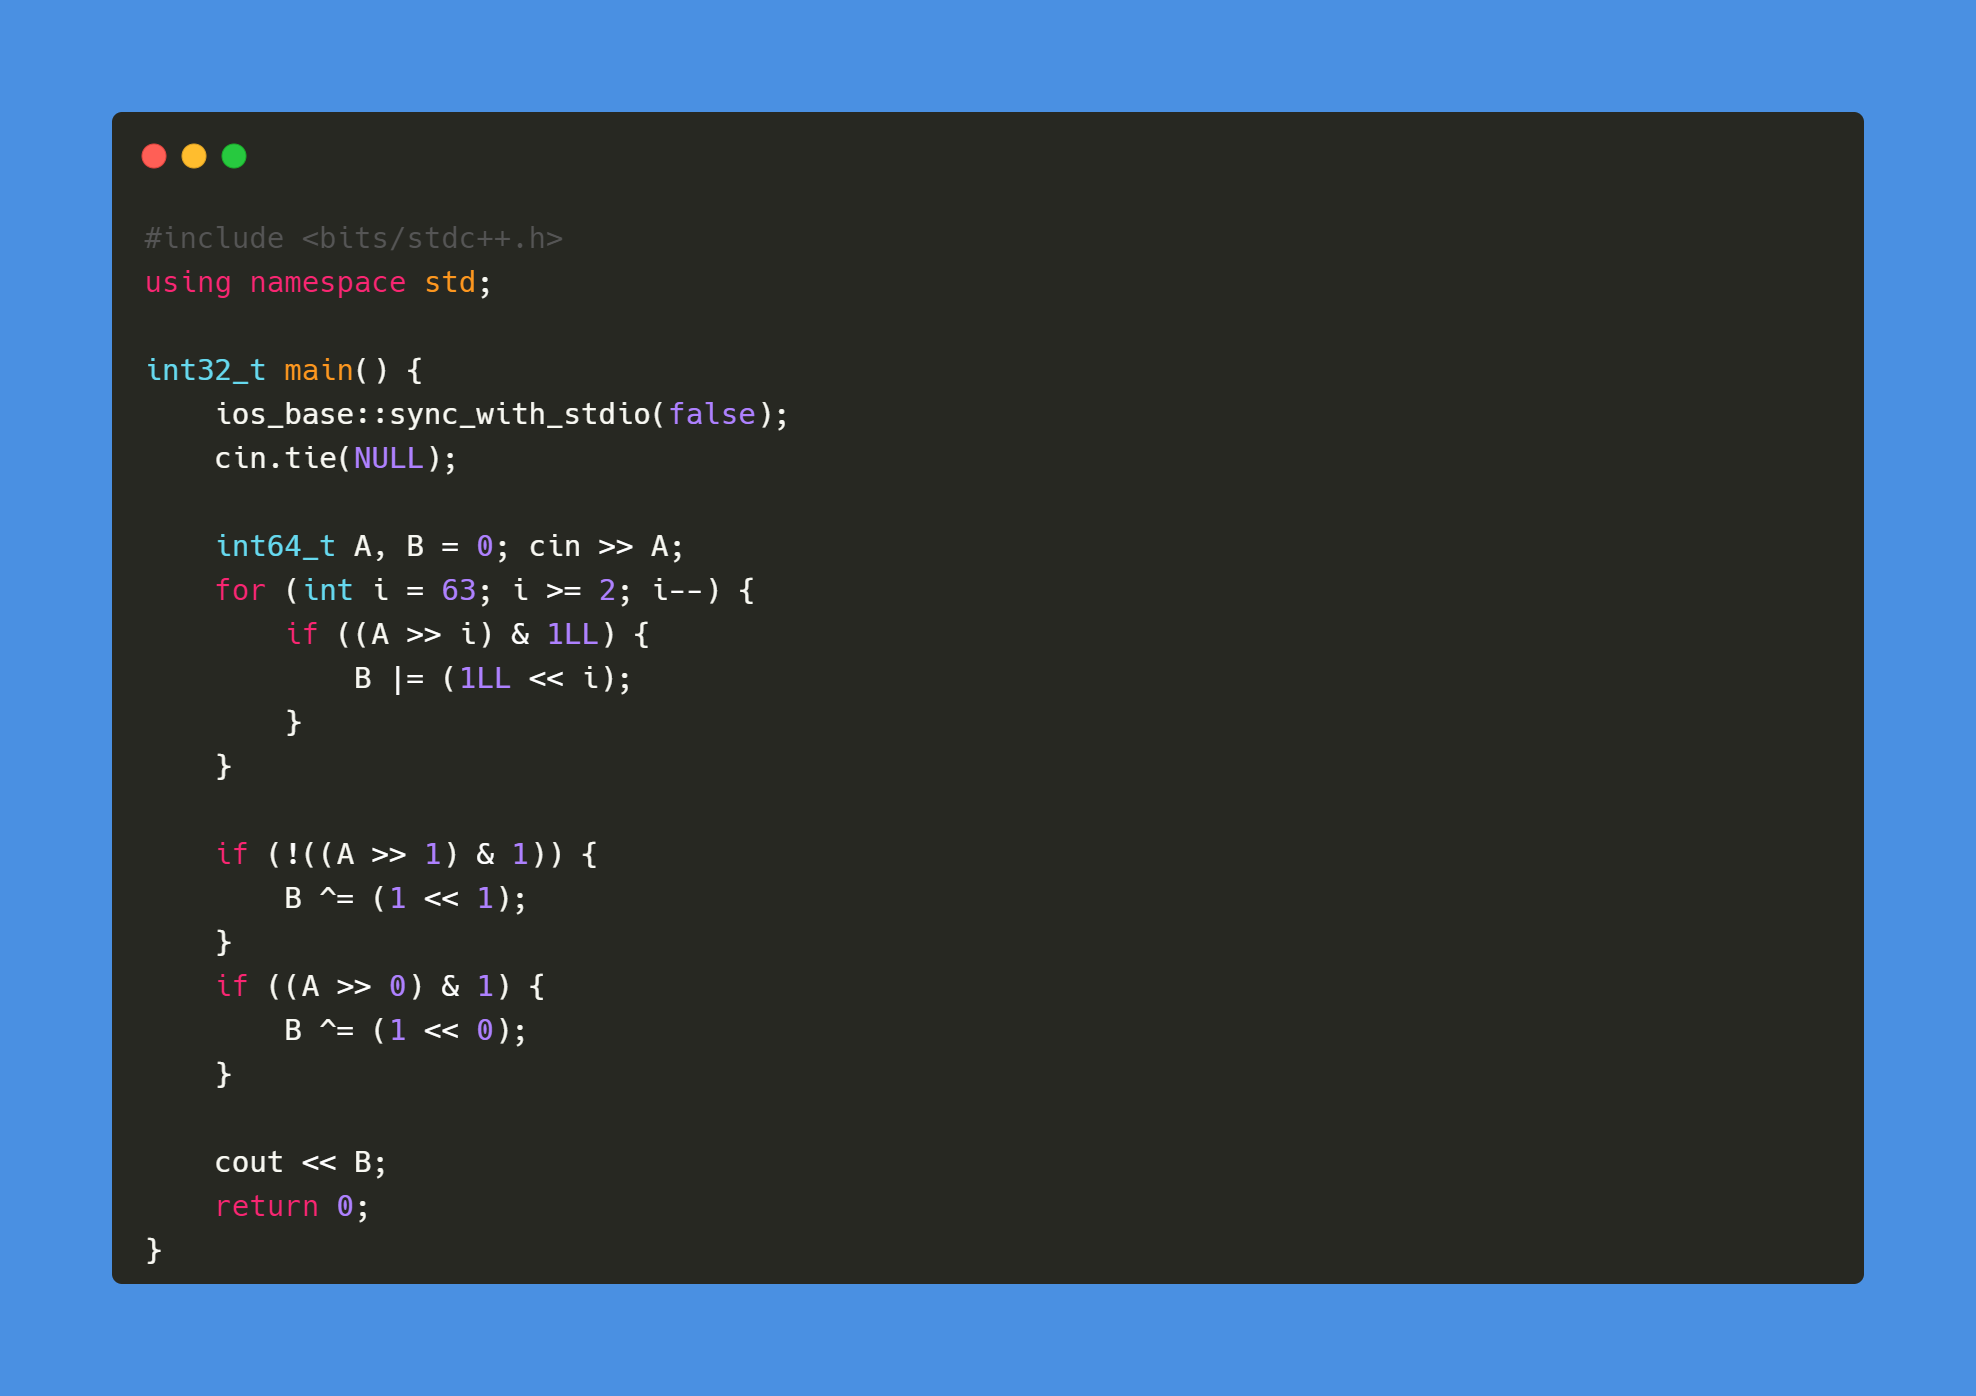 #include <bits/stdc++.h>
using namespace std;

int32_t main() {
    ios_base::sync_with_stdio(false);
    cin.tie(NULL);

    int64_t A, B = 0; cin >> A;
    for (int i = 63; i >= 2; i--) {
        if ((A >> i) & 1LL) {
            B |= (1LL << i);
        }
    }

    if (!((A >> 1) & 1)) {
        B ^= (1 << 1);
    }
    if ((A >> 0) & 1) {
        B ^= (1 << 0);
    }

    cout << B;
    return 0;
}